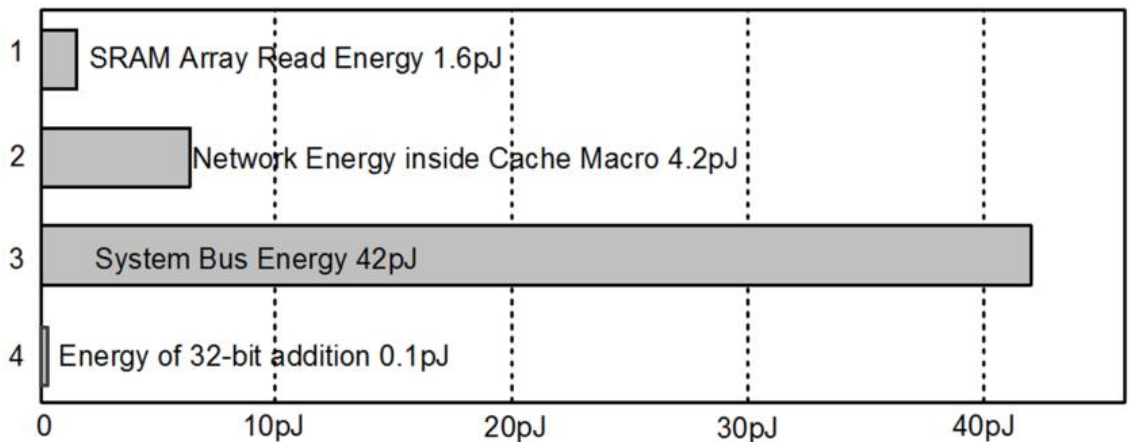 1 SRAM Array Read Energy 1.6pJ
2 Network Energy inside Cache Macro 4.2pJ
3 System Bus Energy 42pJ
4 Energy of 32-bit addition 0.1pJ
0 10pJ 20pJ 30pJ 40pJ